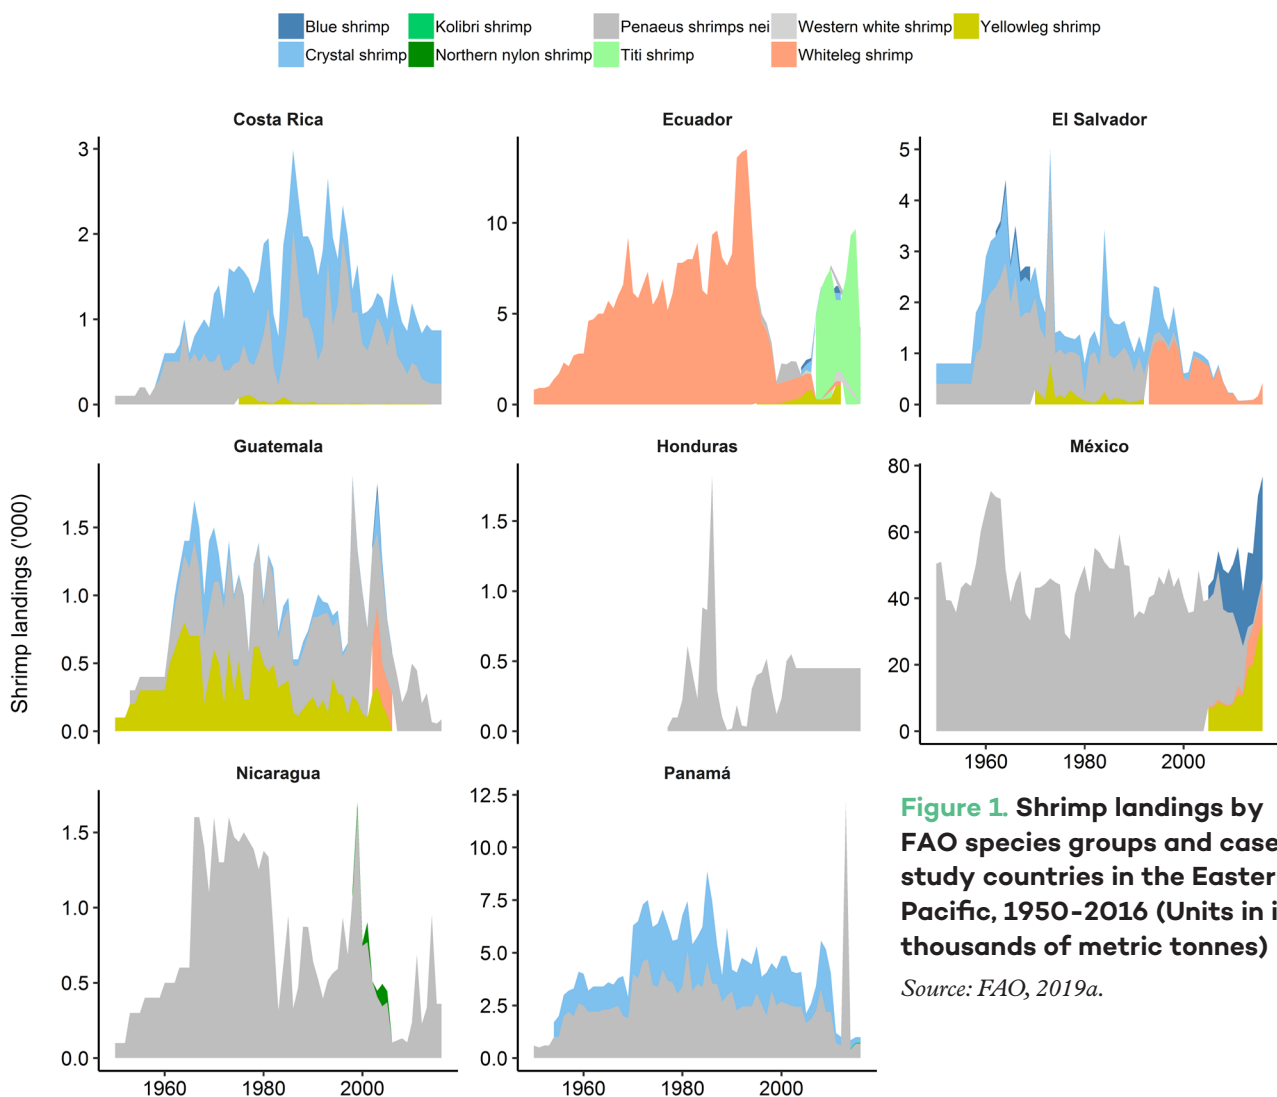 Blue shrimp Kolibri shrimp Penaeus shrimps nei Western white shrimp Yellowleg shrimp
Crystal shrimp Northern nylon shrimp Titi shrimp Whiteleg shrimp
Costa Rica Ecuador El Salvador
3
2
1
0
10
5
0
5
4
3
2
1
0
Guatemala Honduras México
Shrimp landings ('000)
1.5
1.0
0.5
0.0
1.5
1.0
0.5
0.0
80
60
40
20
0
1960 1980 2000
Nicaragua Panamá
1.5
1.0
0.5
0.0
1960 1980 2000
12.5
10.0
7.5
5.0
2.5
0.0
1960 1980 2000
Figure 1. Shrimp landings by
FAO species groups and case
study countries in the Easter
Pacific, 1950-2016 (Units in i
thousands of metric tonnes)
Source: FAO, 2019a.